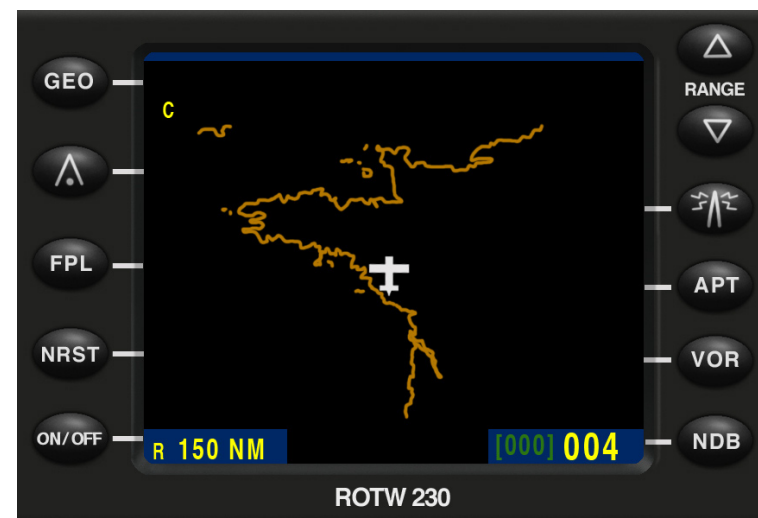 GEO
RANGE
C
FPL
APT
NRST
VOR
ON/OFF
R 150 NM
[000] 004
NDB
ROTW 230